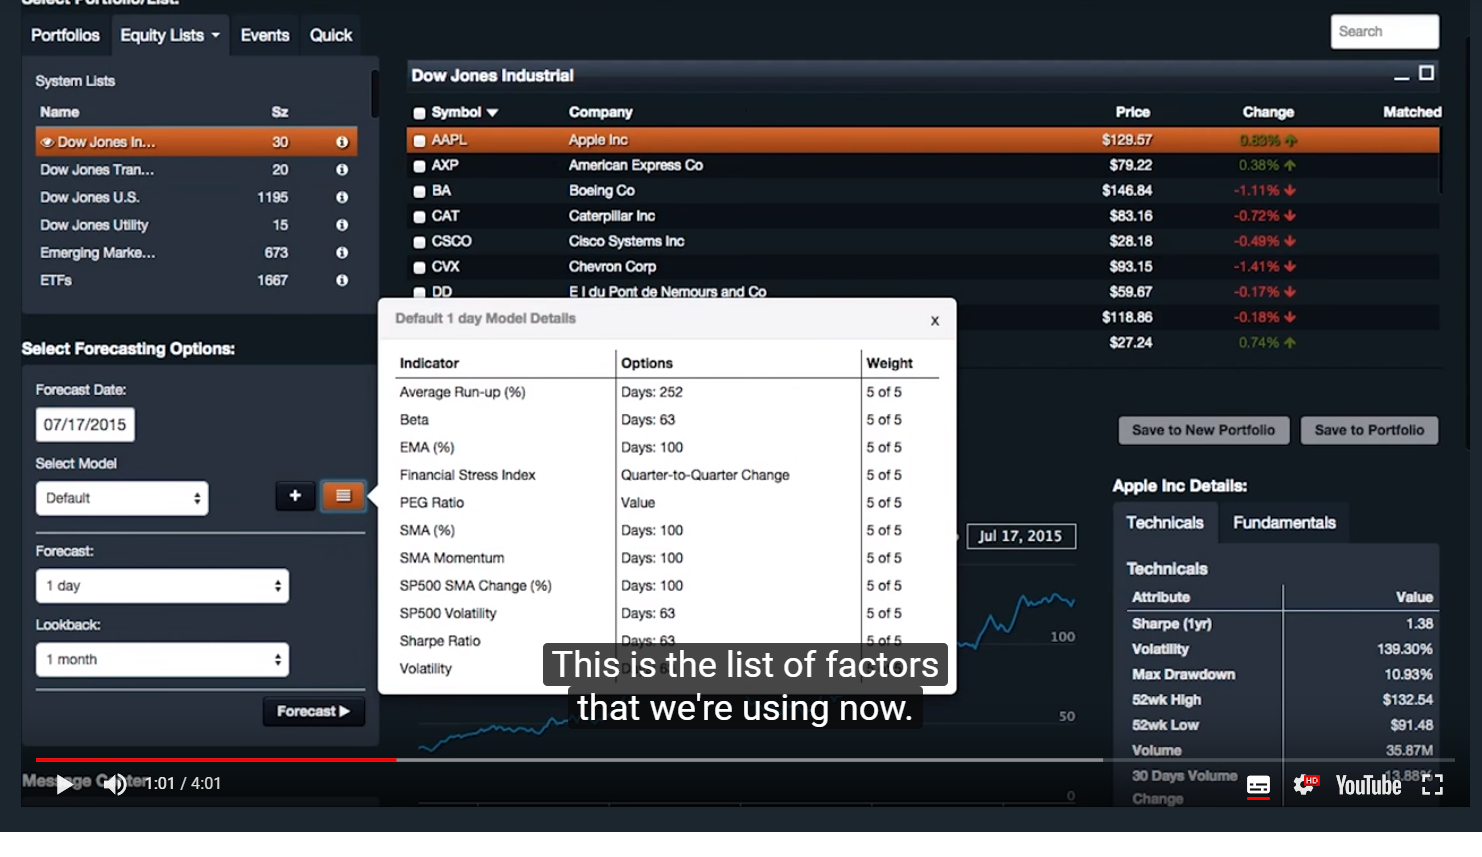 Select Portfolio/List:
Portfolios Equity Lists Events Quick
Search
System Lists
Name Sz
Dow Jones In... 30
Dow Jones Tran... 20
Dow Jones U.S. 1195
Dow Jones Utility 15
Emerging Marke... 673
ETFs 1667
Dow Jones Industrial
Symbol Company Price Change Matched
AAPL Apple Inc $129.57 0.83%
AXP American Express Co $79.22 0.38%
BA Boeing Co $146.84 -1.11%
CAT Caterpillar Inc $83.16 -0.72%
CSCO Cisco Systems Inc $28.18 -0.49%
CVX Chevron Corp $93.15 -1.41%
DD E I du Pont de Nemours and Co $59.67 -0.17%
$118.86 -0.18%
$27.24 0.74%
Select Forecasting Options:
Forecast Date:
07/17/2015
Select Model
Default
+
Forecast:
1 day
Lookback:
1 month
Forecast
Default 1 day Model Details x
Indicator Options Weight
Average Run-up (%) Days: 252 5 of 5
Beta Days: 63 5 of 5
EMA (%) Days: 100 5 of 5
Financial Stress Index Quarter-to-Quarter Change 5 of 5
PEG Ratio Value 5 of 5
SMA (%) Days: 100 5 of 5
SMA Momentum Days: 100 5 of 5
SP500 SMA Change (%) Days: 100 5 of 5
SP500 Volatility Days: 63 5 of 5
Sharpe Ratio Days: 63 5 of 5
Volatility
This is the list of factors
that we're using now.
Save to New Portfolio Save to Portfolio
Jul 17, 2015
100
50
0
Apple Inc Details:
Technicals Fundamentals
Technicals
Attribute Value
Sharpe (1yr) 1.38
Volatility 139.30%
Max Drawdown 10.93%
52wk High $132.54
52wk Low $91.48
Volume 35.87M
30 Days Volume 13.88%
Change
Message Center
1:01 / 4:01
HD
YouTube